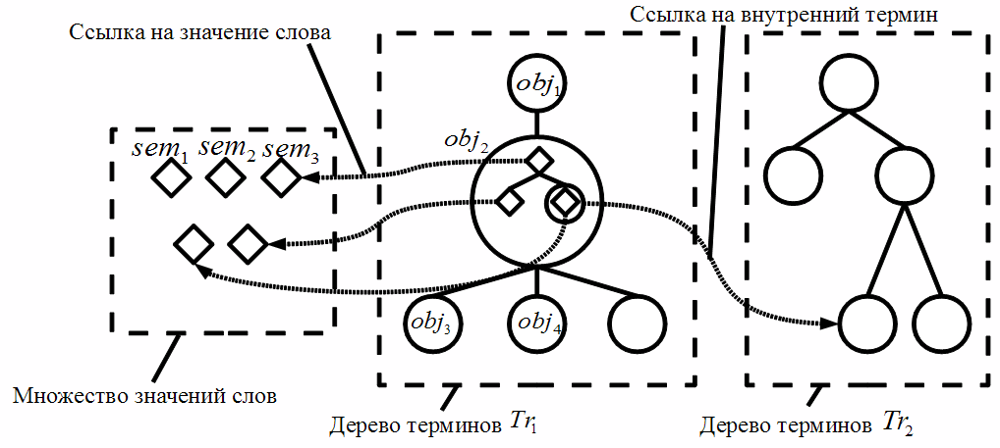 Ссылка на внутренний термин
Ссылка на значение слова
obj₁
obj₂
sem₁ sem₂ sem₃
obj₃ obj₄
Множество значений слов
Дерево терминов Tr₁
Дерево терминов Tr₂